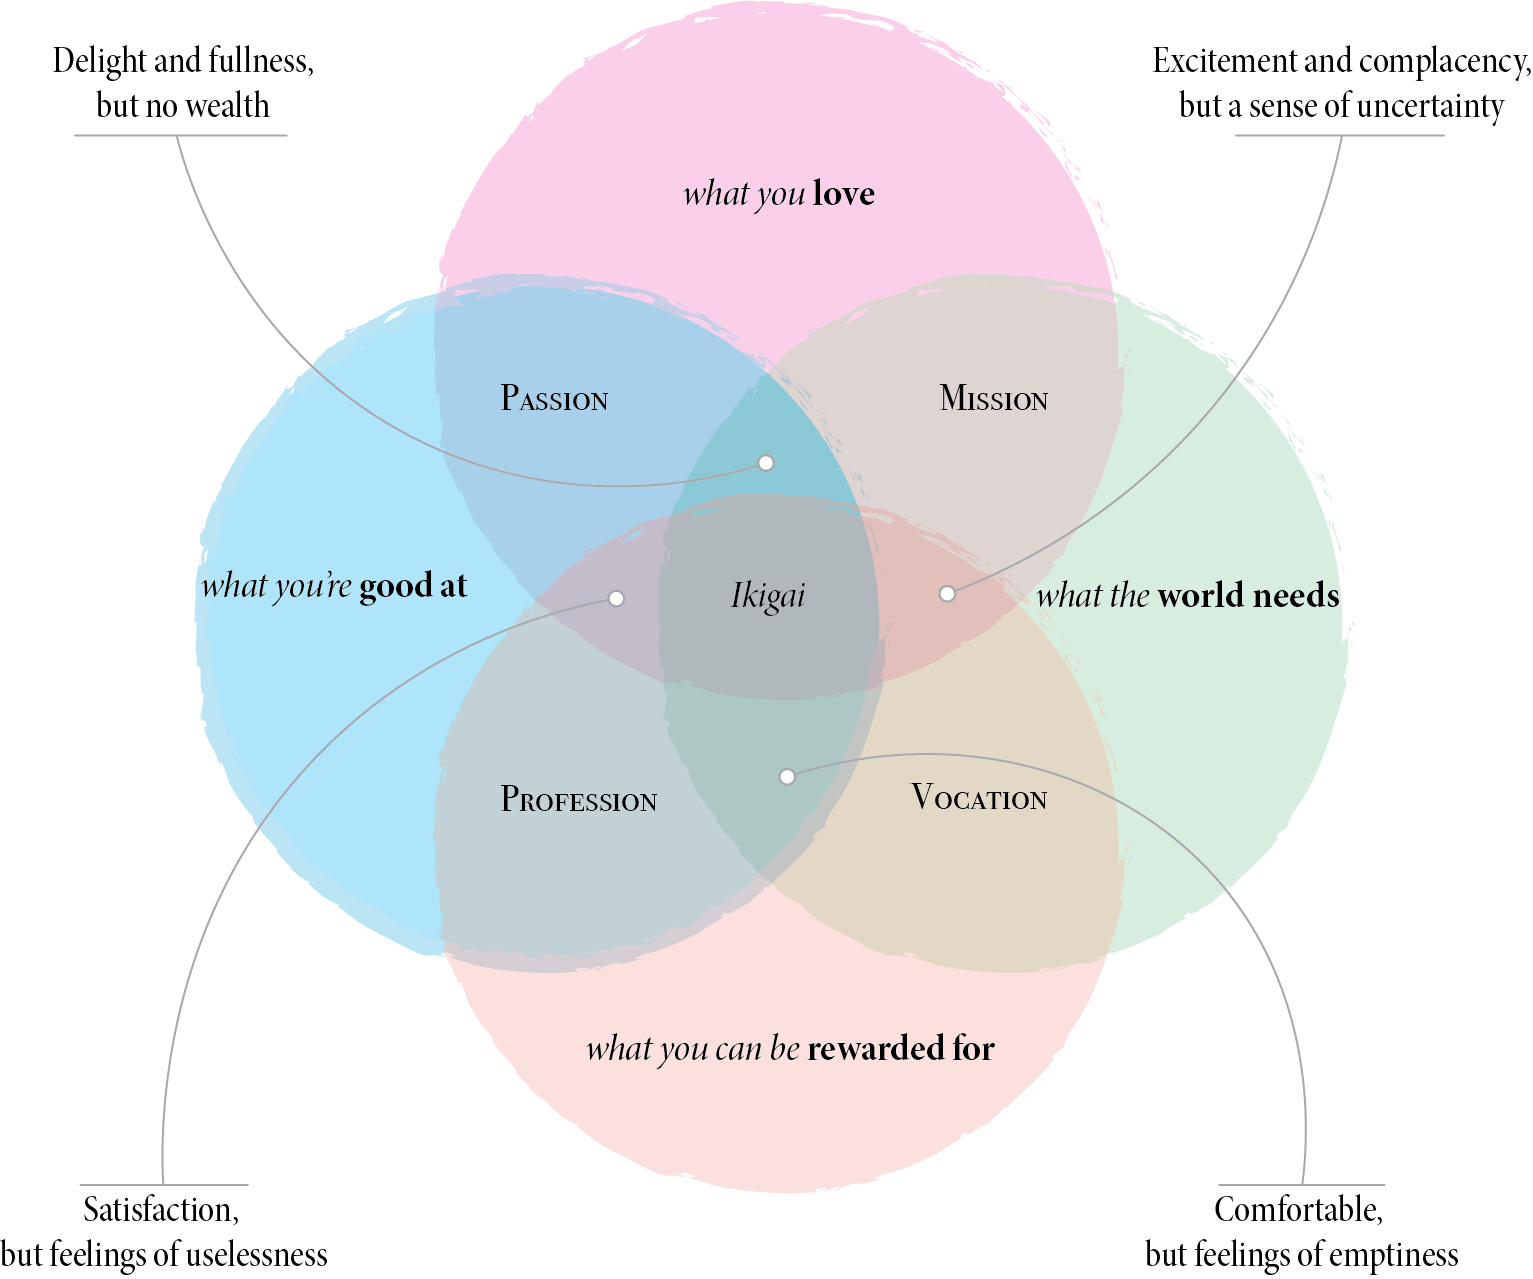 Delight and fullness,
but no wealth
Excitement and complacency,
but a sense of uncertainty
what you love
Passion
Mission
what you're good at
Ikigai
what the world needs
Profession
Vocation
what you can be rewarded for
Satisfaction,
but feelings of uselessness
Comfortable,
but feelings of emptiness